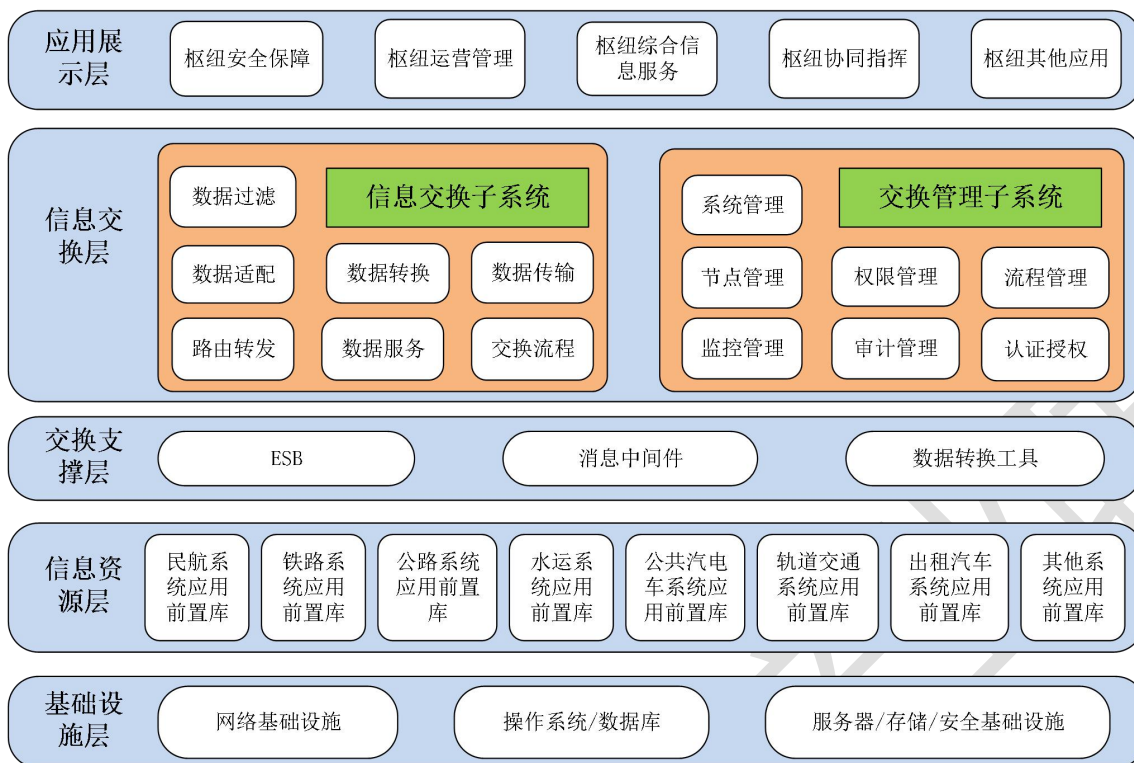 应用展
示层
枢纽安全保障
枢纽运营管理
枢纽综合信
息服务
枢纽协同指挥
枢纽其他应用
信息交
换层
数据过滤
信息交换子系统
数据适配
数据转换
数据传输
路由转发
数据服务
交换流程
系统管理
交换管理子系统
节点管理
权限管理
流程管理
监控管理
审计管理
认证授权
交换支
撑层
ESB
消息中间件
数据转换工具
信息资
源层
民航系
统应用
前置库
铁路系
统应用
前置库
公路系统
应用前置
库
水运系
统应用
前置库
公共汽电
车系统应
用前置库
轨道交通
系统应用
前置库
出租汽车
系统应用
前置库
其他系
统应用
前置库
基础设
施层
网络基础设施
操作系统/数据库
服务器/存储/安全基础设施